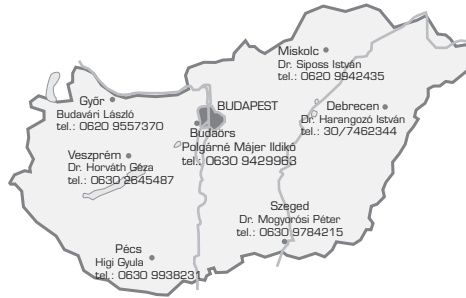 Miskolc
Dr. Siposs István
tel.: 0620 9942435
Győr
Budavári László
tel.: 0620 9557370
BUDAPEST
Debrecen
Dr. Harangozó István
tel.: 30/7462344
Budaörs
Polgárné Májer Ildikó
tel.: 0630 9429963
Veszprém
Dr. Horváth Géza
tel.: 0630 2645487
Szeged
Dr. Mogyorósi Péter
tel.: 0630 9784215
Pécs
Higi Gyula
tel.: 0630 9938231